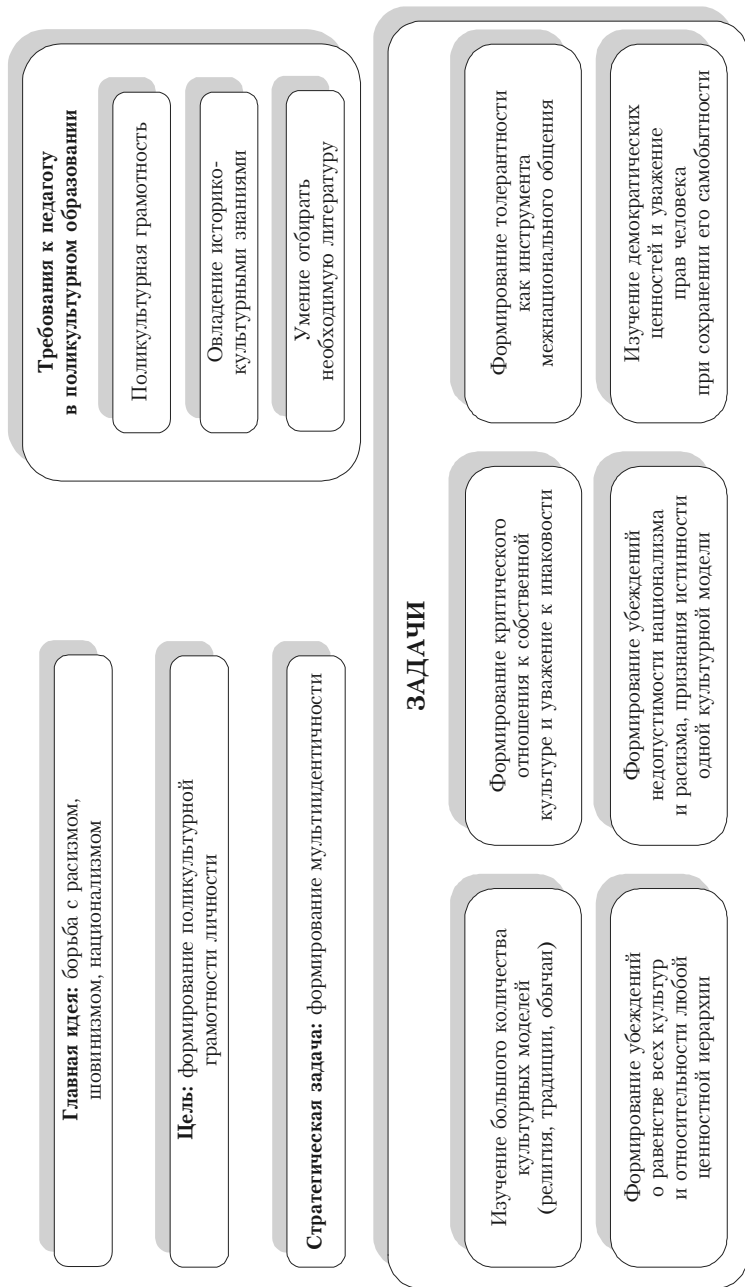 Главная идея: борьба с расизмом,
шовинизмом, национализмом
Цель: формирование поликультурной
грамотности личности
Стратегическая задача: формирование мультиидентичности
Требования к педагогу
в поликультурном образовании
Поликультурная грамотность
Овладение историко-
культурными знаниями
Умение отбирать
необходимую литературу
ЗАДАЧИ
Изучение большого количества
культурных моделей
(религия, традиции, обычаи)
Формирование критического
отношения к собственной
культуре и уважение к инаковости
Формирование толерантности
как инструмента
межнационального общения
Формирование убеждений
о равенстве всех культур
и относительности любой
ценностной иерархии
Формирование убеждений
недопустимости национализма
и расизма, признания истинности
одной культурной модели
Изучение демократических
ценностей и уважение
прав человека
при сохранении его самобытности